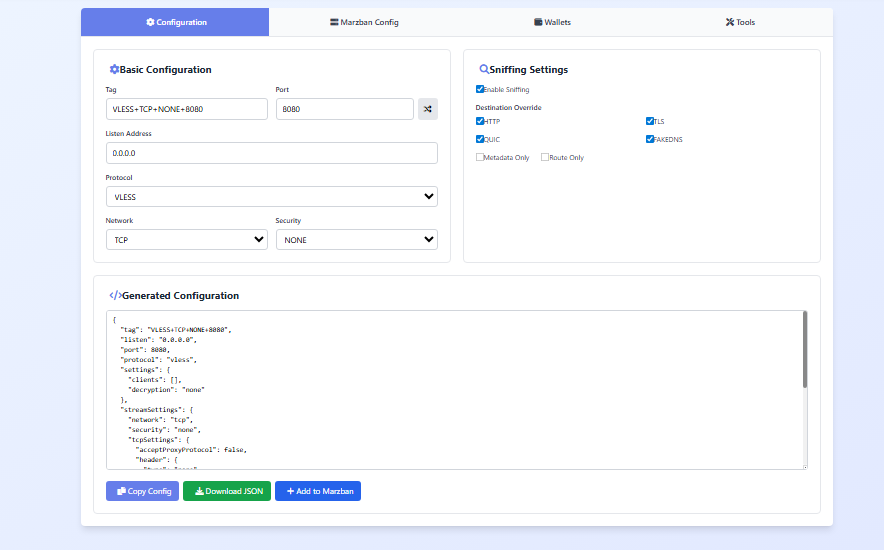 Configuration
Marzban Config
Wallets
Tools
Basic Configuration
Tag
Port
VLESS+TCP+NONE+8080
8080
Listen Address
0.0.0.0
Protocol
VLESS
Network
Security
TCP
NONE
Sniffing Settings
Enable Sniffing
Destination Override
HTTP
TLS
QUIC
FAKEDNS
Metadata Only
Route Only
</>Generated Configuration
{
"tag": "VLESS+TCP+NONE+8080",
"listen": "0.0.0.0",
"port": 8080,
"protocol": "vless",
"settings": {
"clients": [],
"decryption": "none"
},
"streamSettings": {
"network": "tcp",
"security": "none",
"tcpSettings": {
"acceptProxyProtocol": false,
"header": {
Copy Config
Download JSON
Add to Marzban